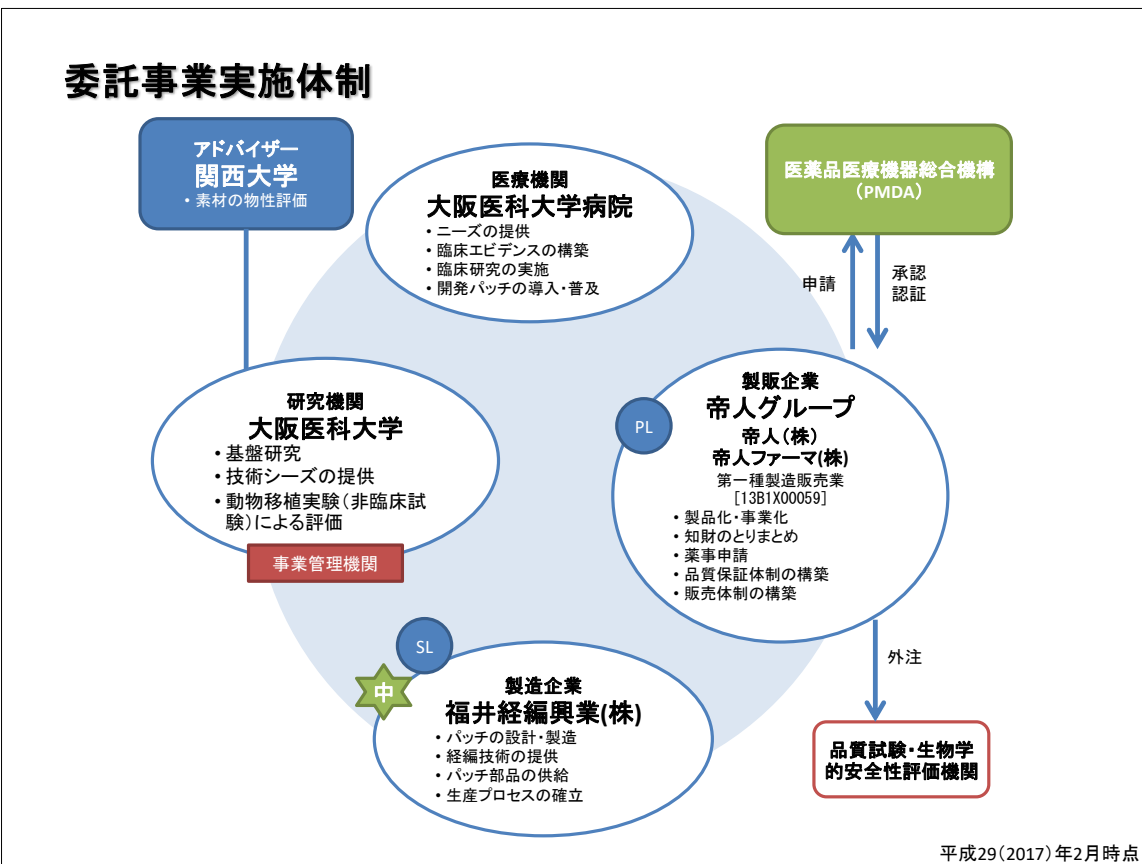 委託事業実施体制
アドバイザー
関西大学
・素材の物性評価
医療機関
大阪医科大学病院
・ニーズの提供
・臨床エビデンスの構築
・臨床研究の実施
・開発パッチの導入・普及
医薬品医療機器総合機構
(PMDA)
申請
承認
認証
研究機関
大阪医科大学
・基盤研究
・技術シーズの提供
・動物移植実験(非臨床試
験)による評価
事業管理機関
PL
製販企業
帝人グループ
帝人(株)
帝人ファーマ(株)
第一種製造販売業
[13B1X00059]
・製品化・事業化
・知財のとりまとめ
・薬事申請
・品質保証体制の構築
・販売体制の構築
SL
中
製造企業
福井経編興業(株)
・パッチの設計・製造
・経編技術の提供
・パッチ部品の供給
・生産プロセスの確立
外注
品質試験・生物学
的安全性評価機関
平成29(2017)年2月時点